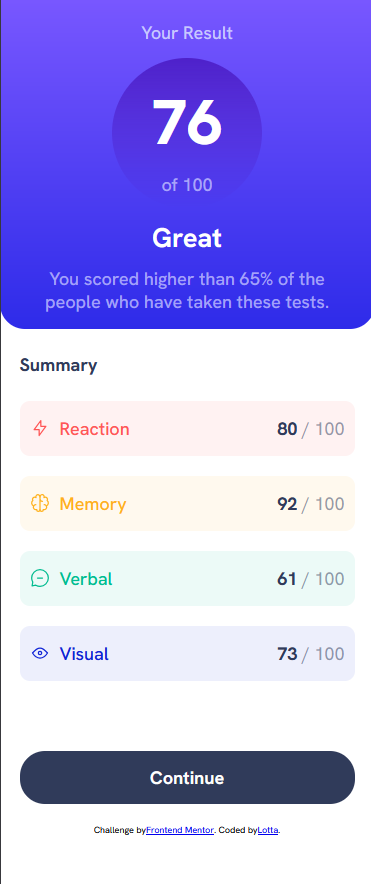 Your Result
76
of 100
Great
You scored higher than 65% of the
people who have taken these tests.
Summary
Reaction 80 / 100
Memory 92 / 100
Verbal 61 / 100
Visual 73 / 100
Continue
Challenge byFrontend Mentor. Coded byLotta.